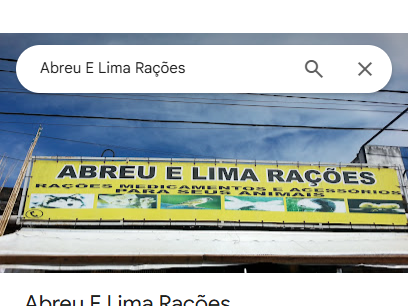 Abreu E Lima Rações
ABREU E LIMA RAÇÕES
RAÇÕES MEDICAMENTOS E ACESSÓRIOS
PARA SEUS ANIMAIS
Abreu E Lima Rações